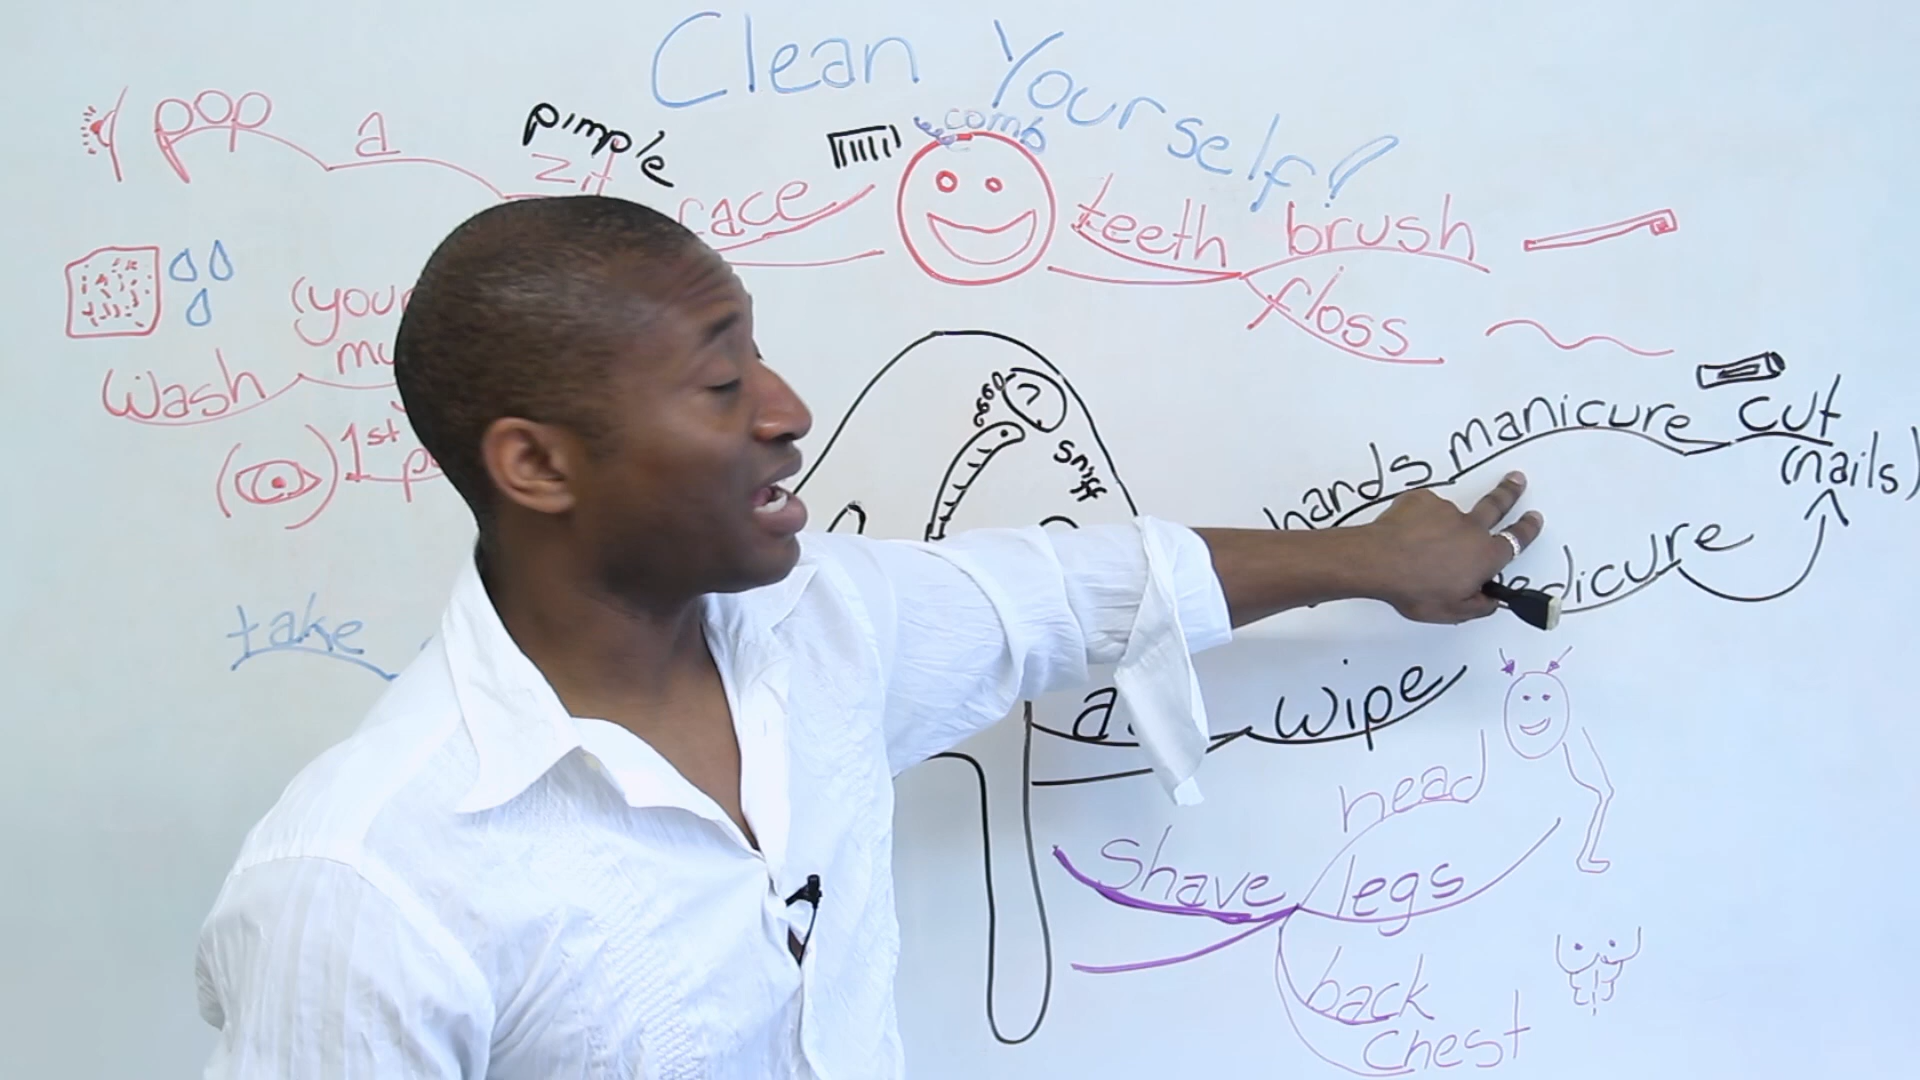 Clean Yourself!
comb
pop a zit
pimple
face
teeth brush
floss
(your
Wash
1st
sniff
hands manicure cut
(nails)
pedicure
take
wipe
head
Shave legs
back
chest